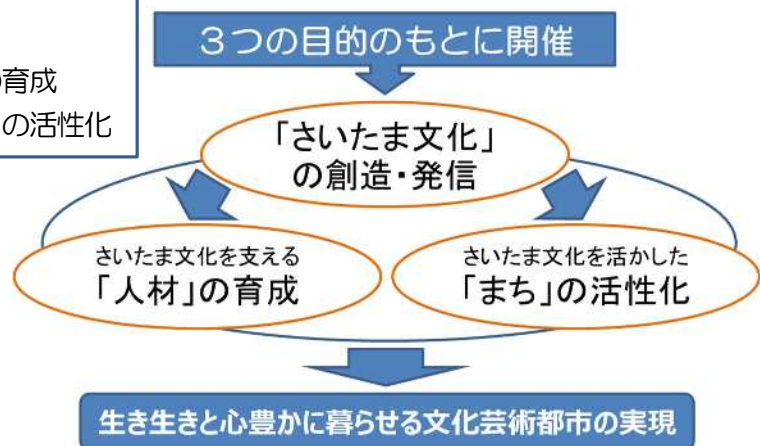 の育成
の活性化
３つの目的のもとに開催
「さいたま文化」
の創造・発信
さいたま文化を支える
「人材」の育成
さいたま文化を活かした
「まち」の活性化
生き生きと心豊かに暮らせる文化芸術都市の実現